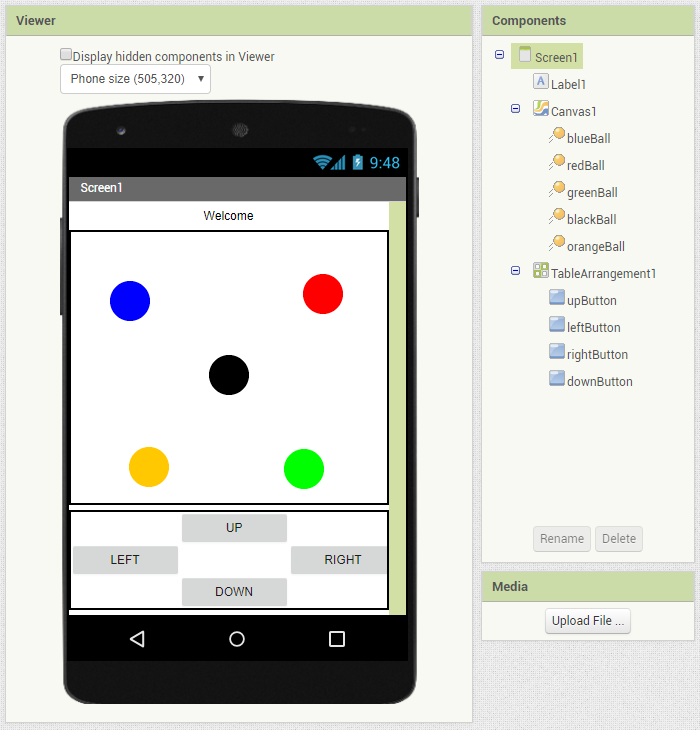 Viewer
Display hidden components in Viewer
Phone size (505,320)
9:48
Screen1
Welcome
UP
LEFT RIGHT
DOWN
Components
Screen1
A Label1
Canvas1
blueBall
redBall
greenBall
blackBall
orangeBall
TableArrangement1
upButton
leftButton
rightButton
downButton
Rename Delete
Media
Upload File ...